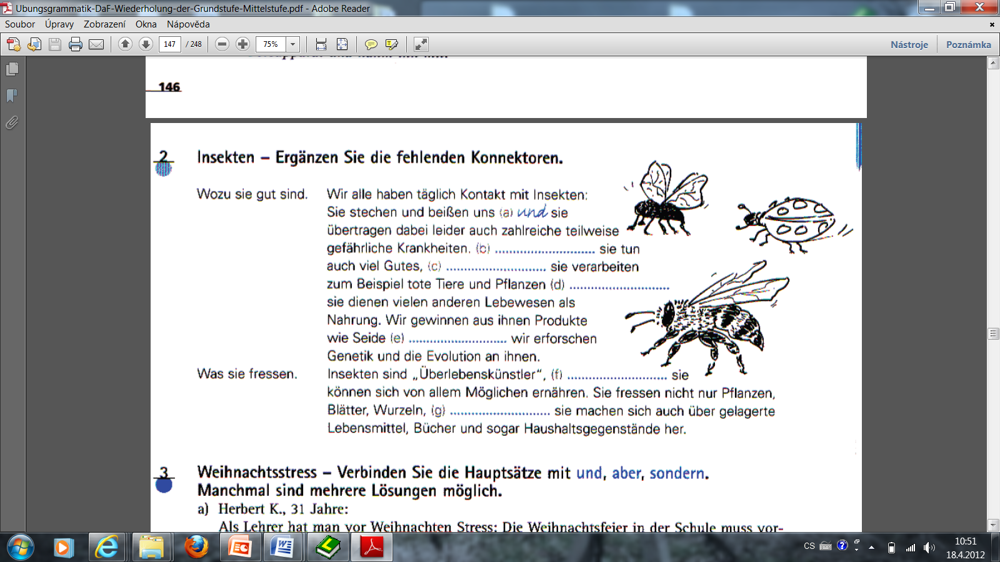 Ubungsgrammatik-DaF-Wiederholung-der-Grundstufe-Mittelstufe.pdf - Adobe Reader
Soubor Úpravy Zobrazení Okna Nápověda
147 / 248 75% Nástroje Poznámka
146
2 Insekten – Ergänzen Sie die fehlenden Konnektoren.
Wozu sie gut sind. Wir alle haben täglich Kontakt mit Insekten:
Sie stechen und beißen uns (a) und sie
übertragen dabei leider auch zahlreiche teilweise
gefährliche Krankheiten. (b) ............................ sie tun
auch viel Gutes, (c) ............................ sie verarbeiten
zum Beispiel tote Tiere und Pflanzen (d) ............................
sie dienen vielen anderen Lebewesen als
Nahrung. Wir gewinnen aus ihnen Produkte
wie Seide (e) ............................ wir erforschen
Genetik und die Evolution an ihnen.
Was sie fressen. Insekten sind „Überlebenskünstler“, (f) ............................ sie
können sich von allem Möglichen ernähren. Sie fressen nicht nur Pflanzen,
Blätter, Wurzeln, (g) ............................ sie machen sich auch über gelagerte
Lebensmittel, Bücher und sogar Haushaltsgegenstände her.
3 Weihnachtsstress – Verbinden Sie die Hauptsätze mit und, aber, sondern.
Manchmal sind mehrere Lösungen möglich.
a) Herbert K., 31 Jahre:
Als Lehrer hat man vor Weihnachten Stress: Die Weihnachtsfeier in der Schule muss vor-
CS 10:51
18.4.2012